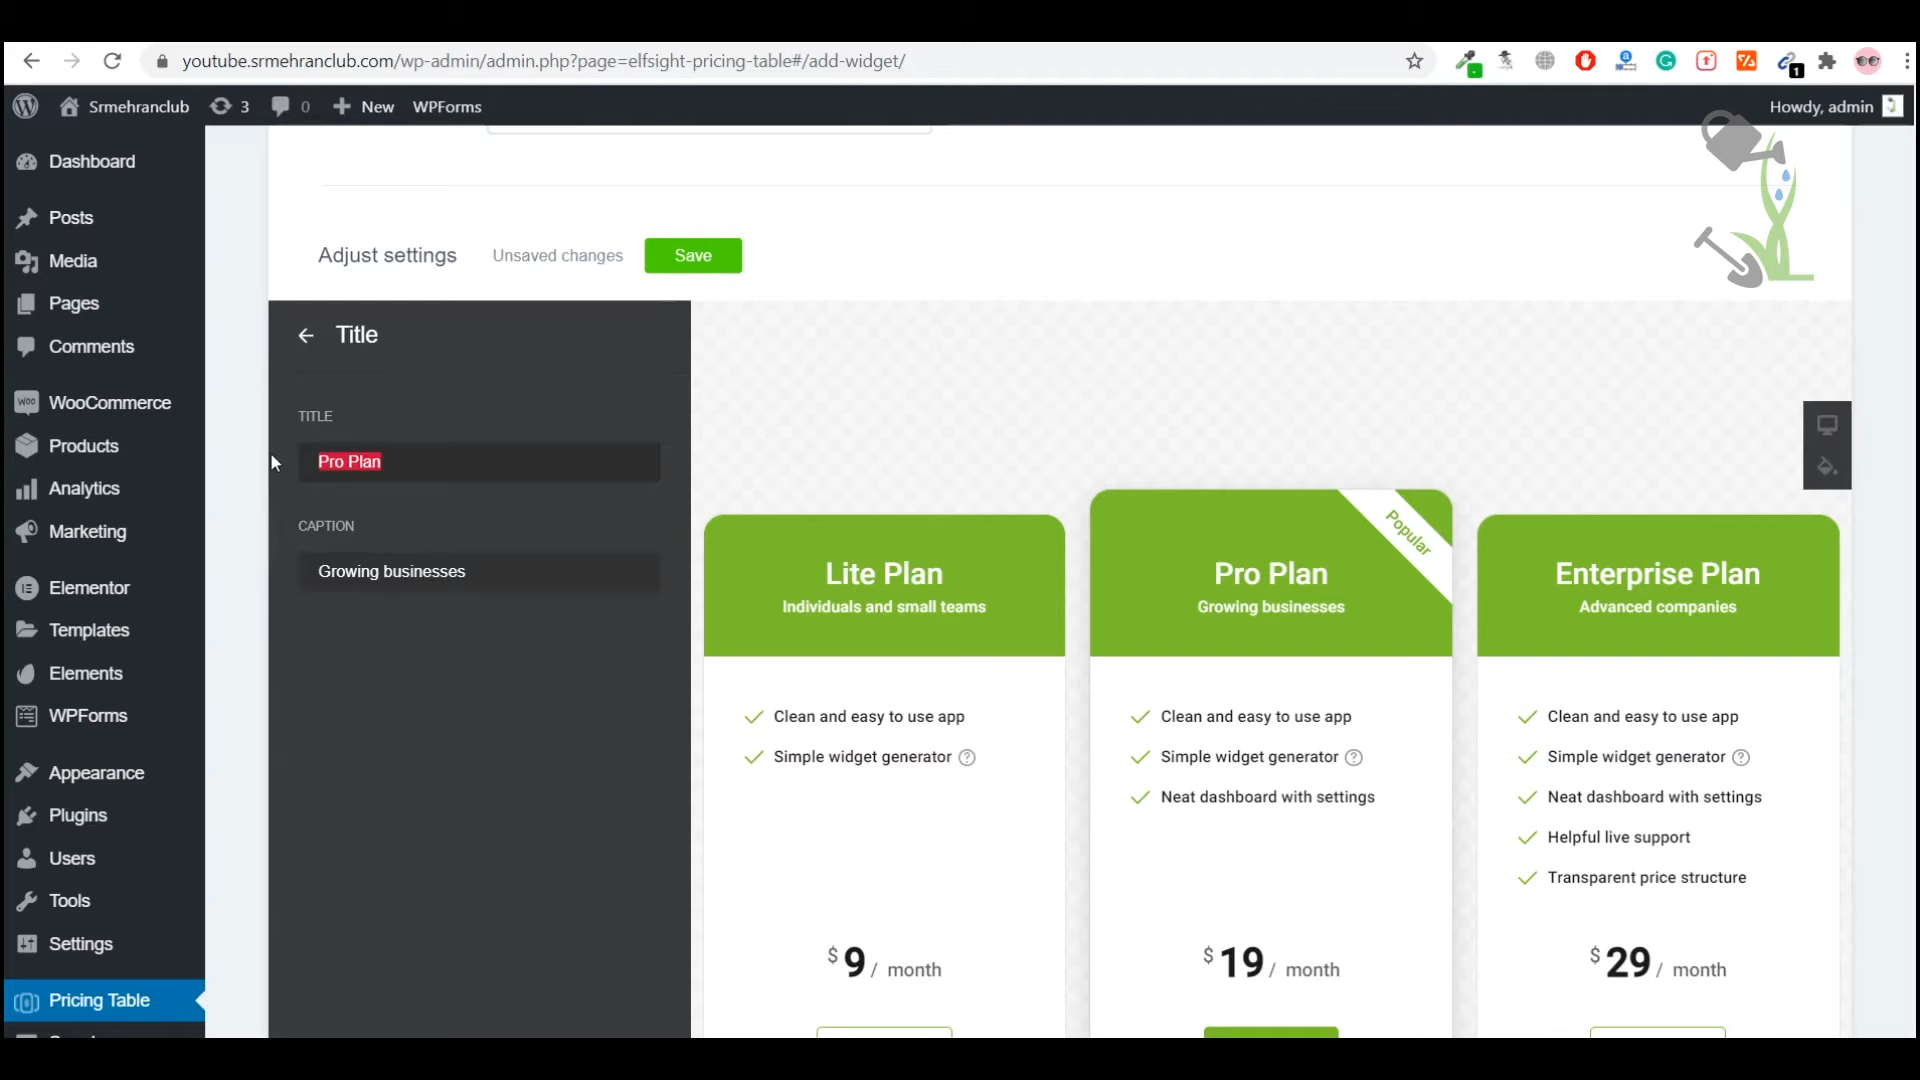 youtube.srmehranclub.com/wp-admin/admin.php?page=elfsight-pricing-table#/add-widget/
1
Srmehranclub 3 0 New WPForms
Howdy, admin
Dashboard
Posts
Media
Pages
Comments
WooCommerce
Products
Analytics
Marketing
Elementor
Templates
Elements
WPForms
Appearance
Plugins
Users
Tools
Settings
Pricing Table
Adjust settings Unsaved changes Save
Title
TITLE
Pro Plan
CAPTION
Growing businesses
Lite Plan
Individuals and small teams
Clean and easy to use app
Simple widget generator ?
$ 9 / month
Popular
Pro Plan
Growing businesses
Clean and easy to use app
Simple widget generator ?
Neat dashboard with settings
$ 19 / month
Enterprise Plan
Advanced companies
Clean and easy to use app
Simple widget generator ?
Neat dashboard with settings
Helpful live support
Transparent price structure
$ 29 / month